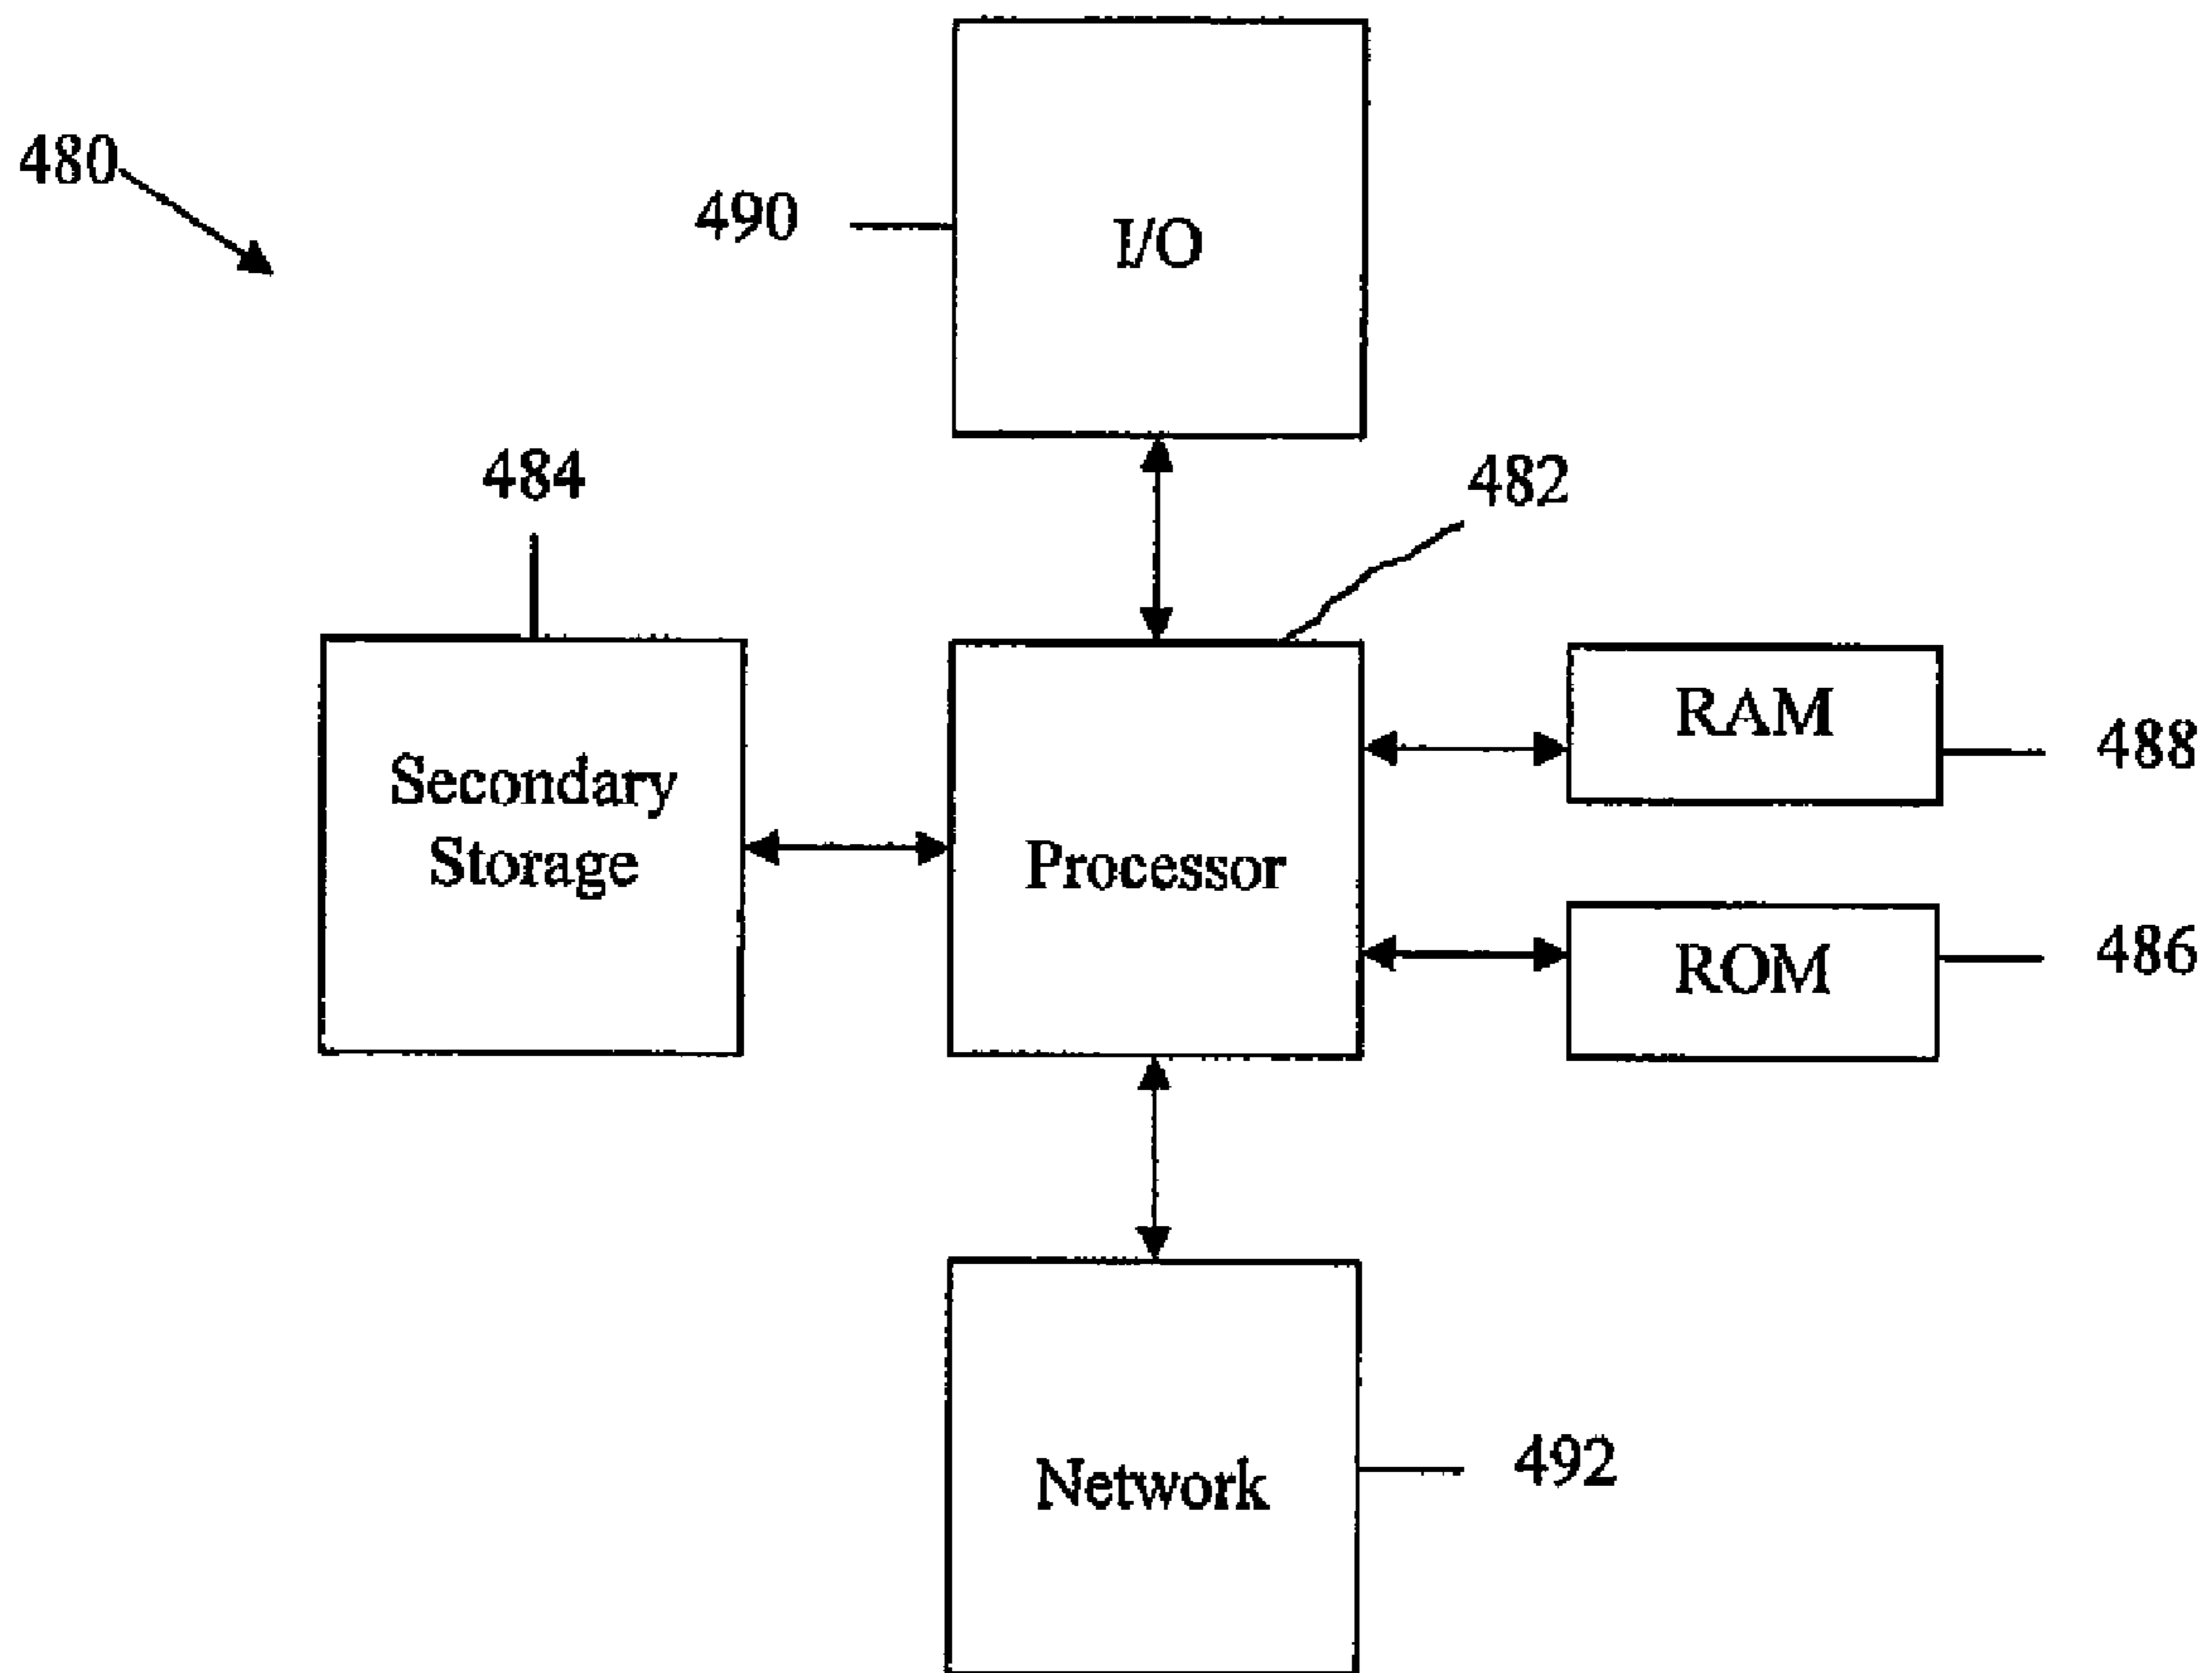 480
490
I/O
484
482
Secondary
Storage
Processor
RAM
488
ROM
486
Network
492